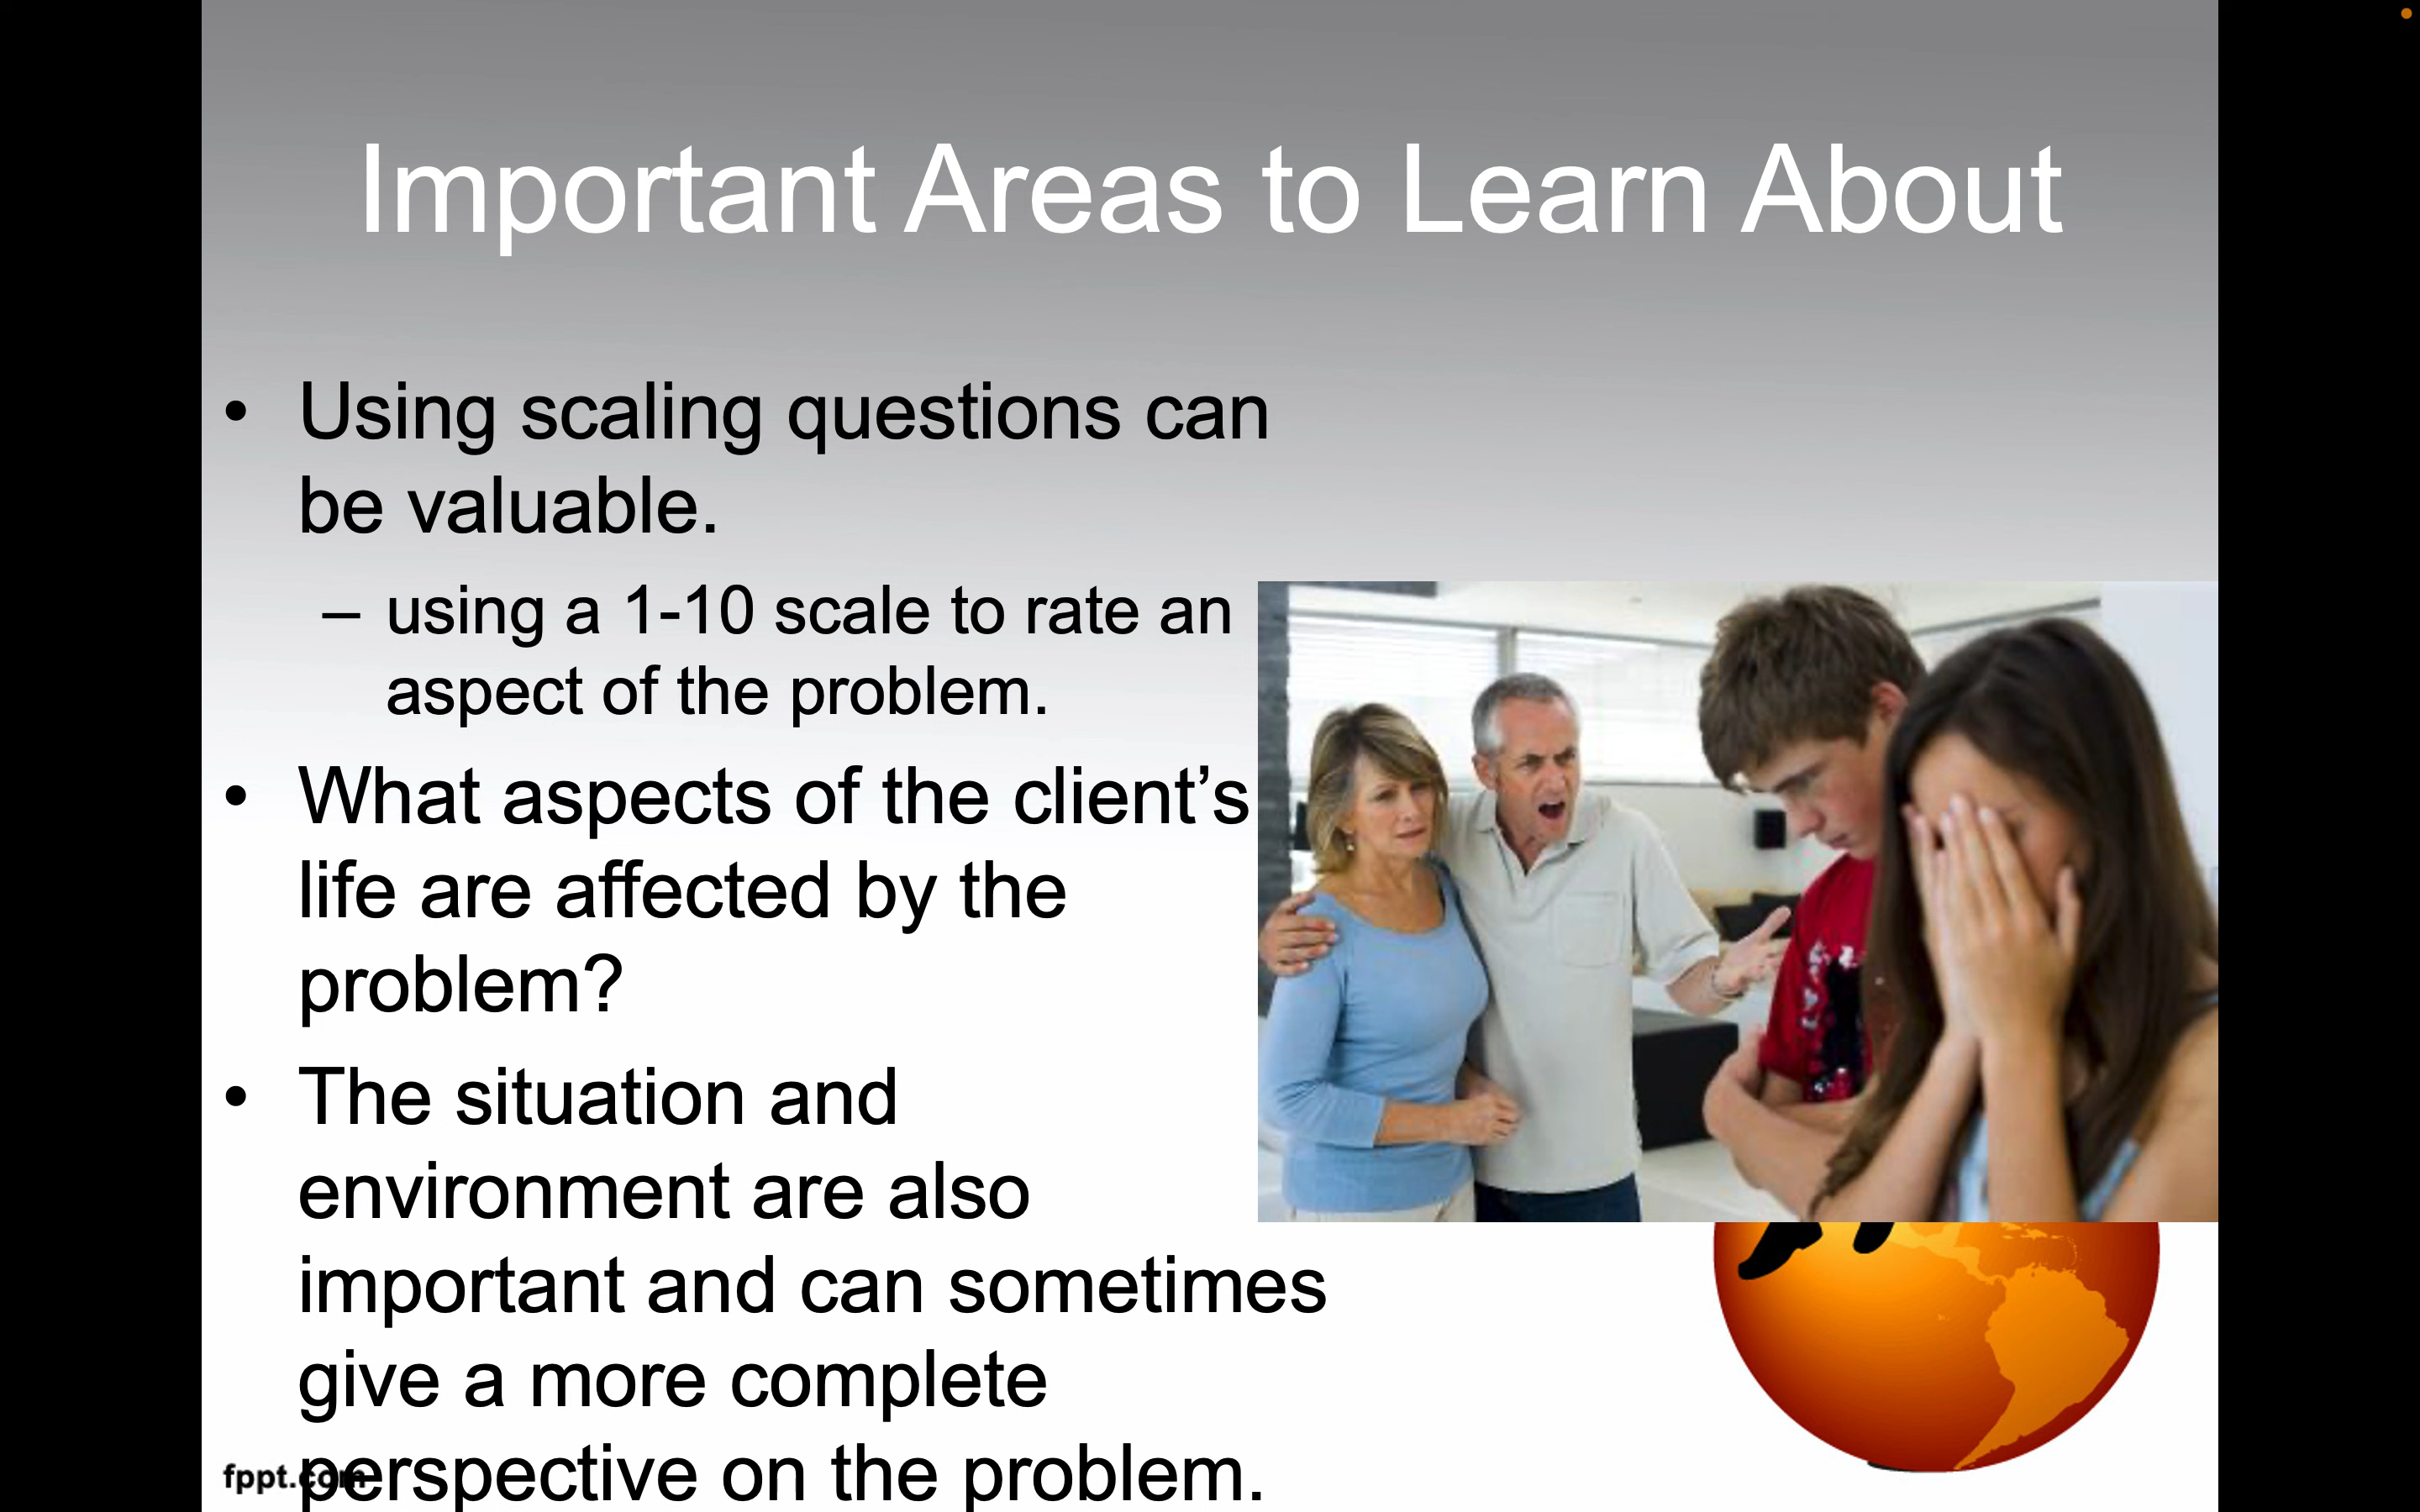 Important Areas to Learn About
• Using scaling questions can
be valuable.
– using a 1-10 scale to rate an
aspect of the problem.
• What aspects of the client’s
life are affected by the
problem?
• The situation and
environment are also
important and can sometimes
give a more complete
perspective on the problem.
fppt.com